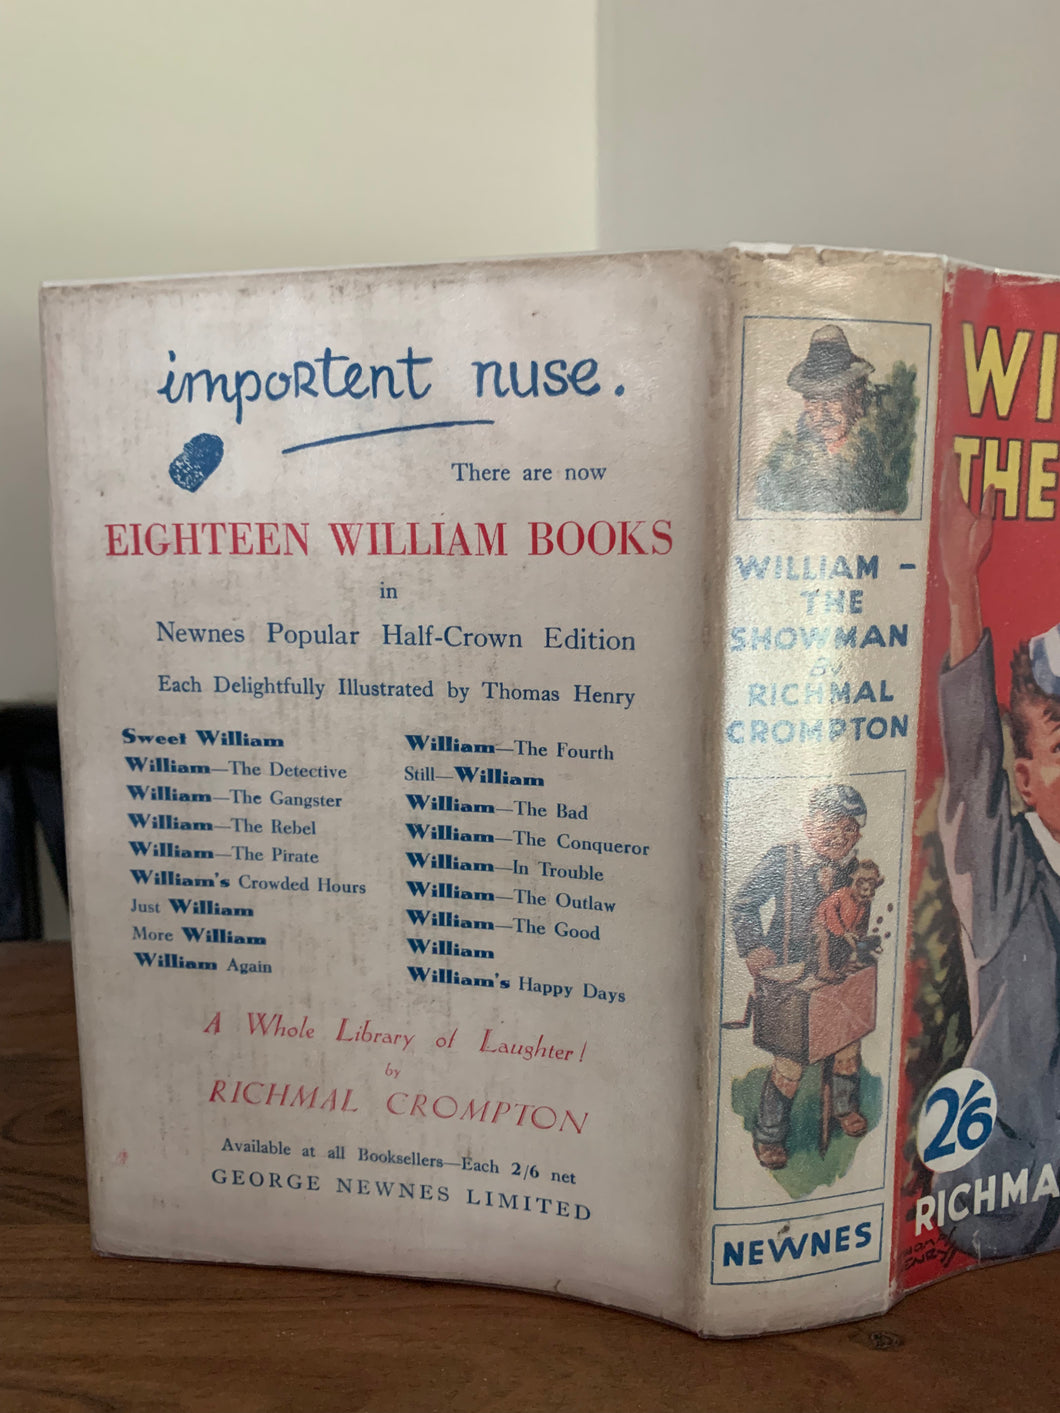 importent nuse.
There are now
EIGHTEEN WILLIAM BOOKS
in
Newnes Popular Half-Crown Edition
Each Delightfully Illustrated by Thomas Henry
Sweet William
William—The Detective
William—The Gangster
William—The Rebel
William—The Pirate
William's Crowded Hours
Just William
More William
William Again
William—The Fourth
Still—William
William—The Bad
William—The Conqueror
William—In Trouble
William—The Outlaw
William—The Good
William
William's Happy Days
A Whole Library of Laughter!
by
RICHMAL CROMPTON
Available at all Booksellers—Each 2/6 net
GEORGE NEWNES LIMITED
WILLIAM –
THE
SHOWMAN
By
RICHMAL
CROMPTON
NEWNES
WI
THE
2/6
RICHMA